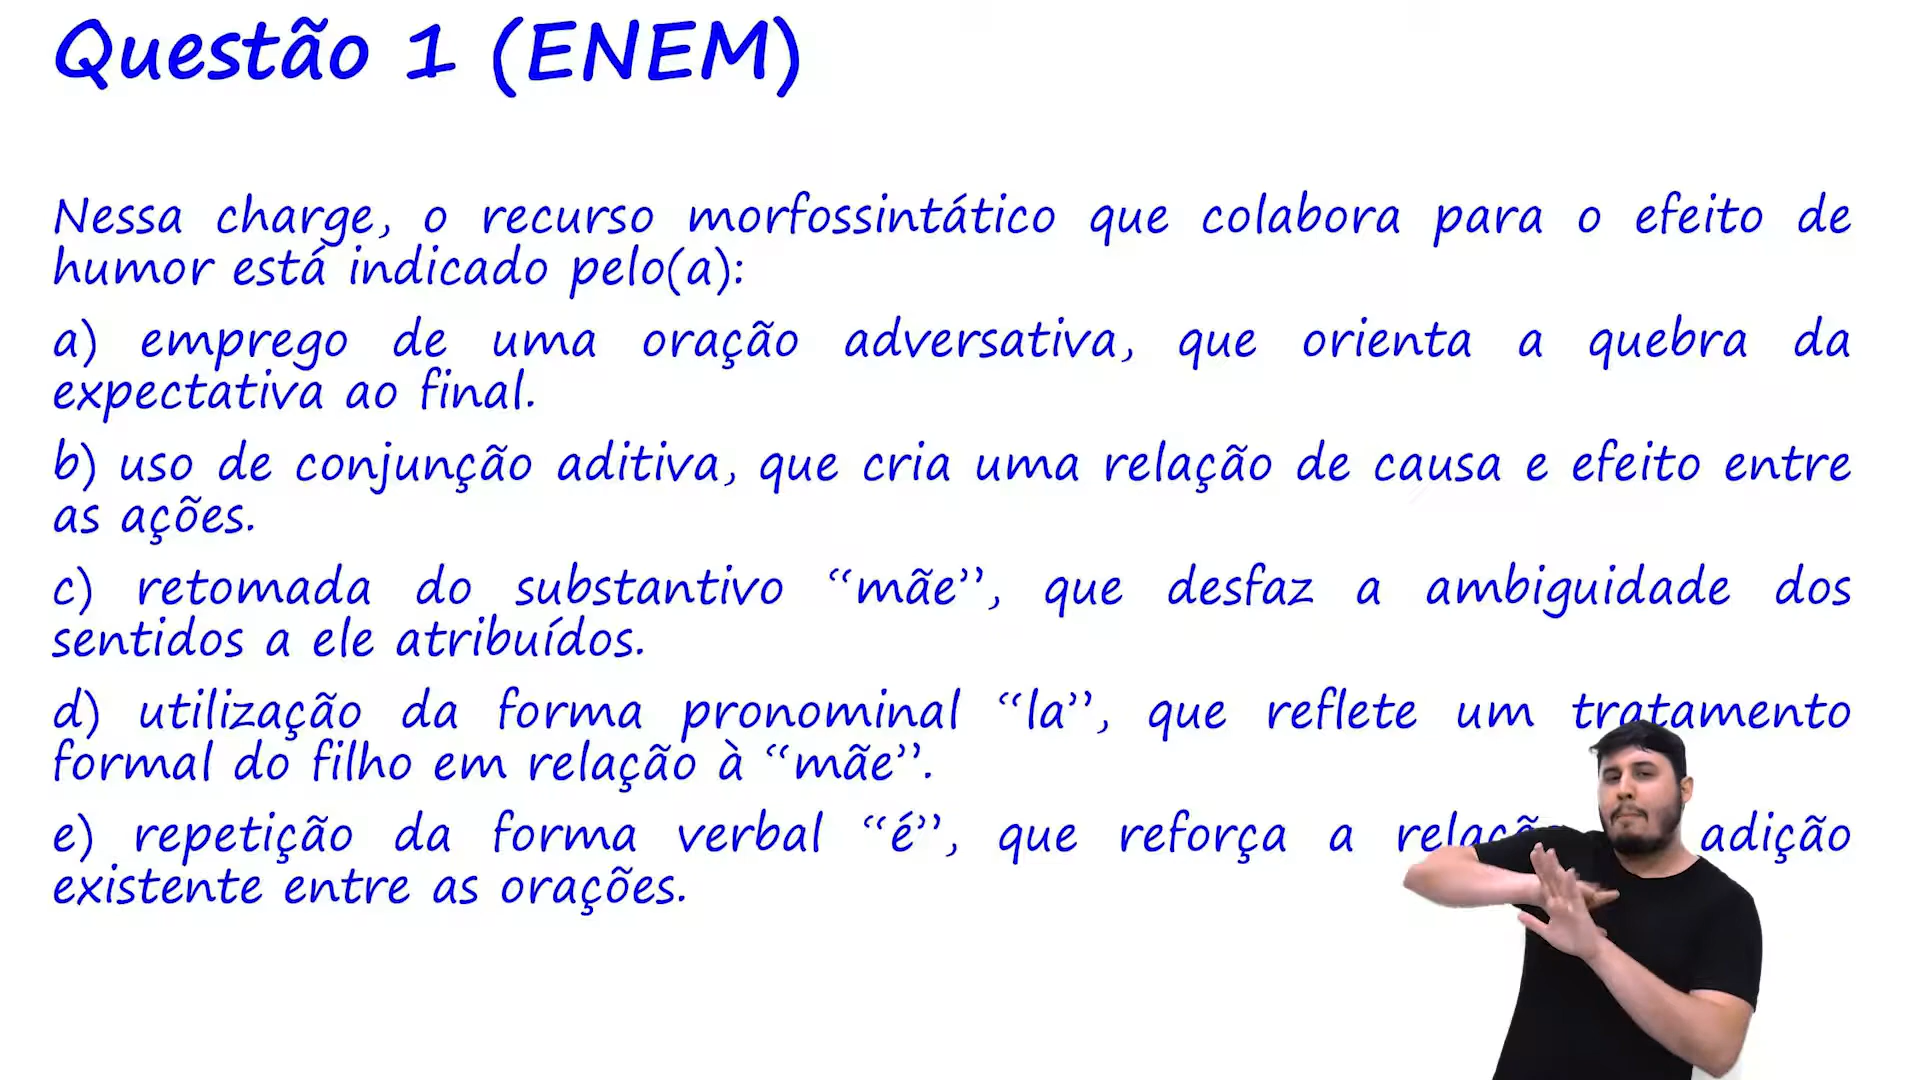 Questão 1 (ENEM)
Nessa charge, o recurso morfossintático que colabora para o efeito de
humor está indicado pelo(a):
a) emprego de uma oração adversativa, que orienta a quebra da
expectativa ao final.
b) uso de conjunção aditiva, que cria uma relação de causa e efeito entre
as ações.
c) retomada do substantivo “mãe”, que desfaz a ambiguidade dos
sentidos a ele atribuídos.
d) utilização da forma pronominal “la”, que reflete um tratamento
formal do filho em relação à “mãe”.
e) repetição da forma verbal “é”, que reforça a adição
existente entre as orações.